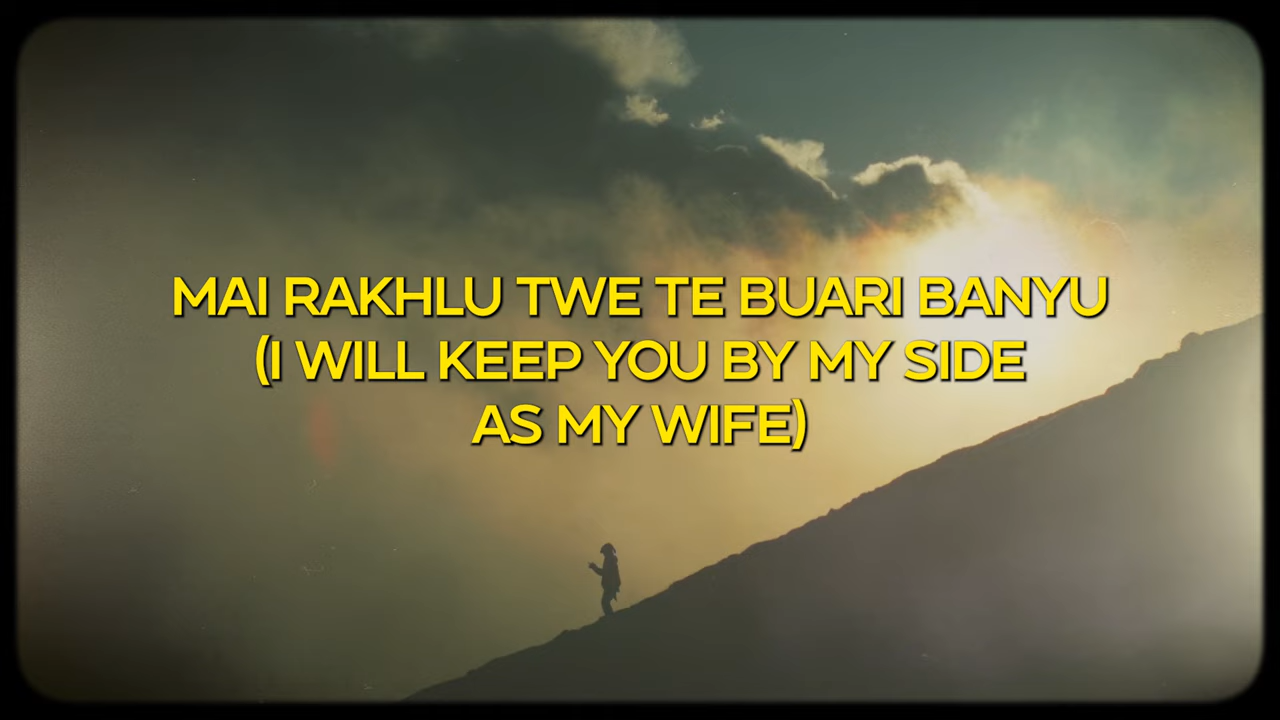 MAI RAKHLU TWE TE BUARI BANYU
(I WILL KEEP YOU BY MY SIDE
AS MY WIFE)